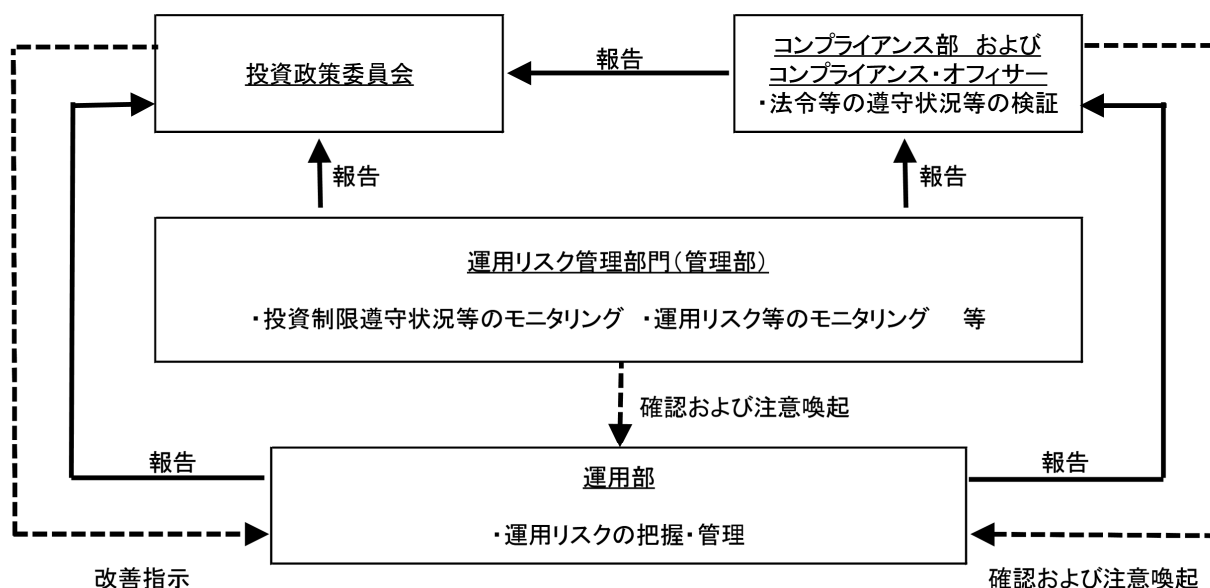 投資政策委員会
報告
コンプライアンス部 および
コンプライアンス・オフィサー
・法令等の遵守状況等の検証
報告
報告
運用リスク管理部門(管理部)
・投資制限遵守状況等のモニタリング ・運用リスク等のモニタリング 等
確認および注意喚起
報告
運用部
報告
・運用リスクの把握・管理
改善指示
確認および注意喚起